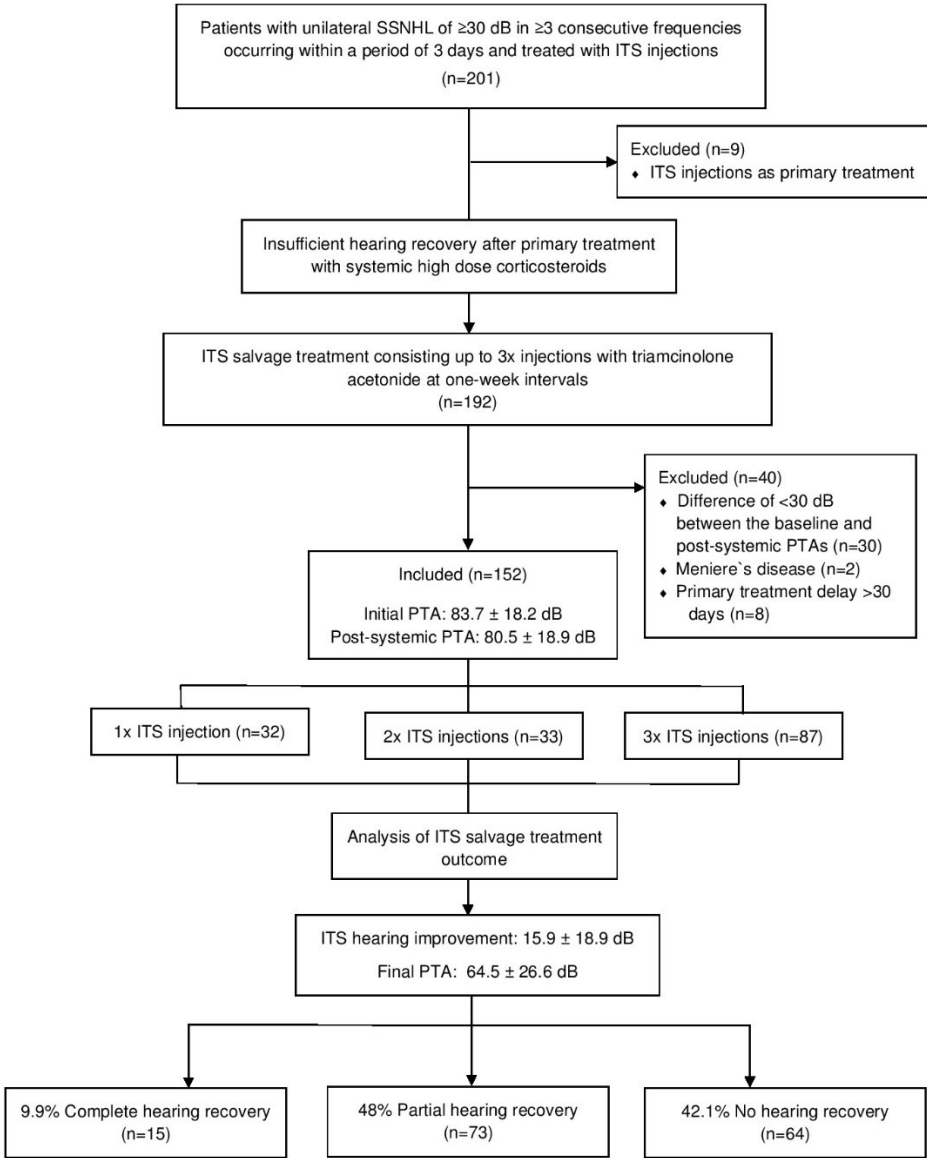 Patients with unilateral SSNHL of ≥30 dB in ≥3 consecutive frequencies
occurring within a period of 3 days and treated with ITS injections
(n=201)
Excluded (n=9)
♦ ITS injections as primary treatment
Insufficient hearing recovery after primary treatment
with systemic high dose corticosteroids
ITS salvage treatment consisting up to 3x injections with triamcinolone
acetonide at one-week intervals
(n=192)
Excluded (n=40)
♦ Difference of <30 dB
between the baseline and
post-systemic PTAs (n=30)
♦ Meniere`s disease (n=2)
♦ Primary treatment delay >30
days (n=8)
Included (n=152)
Initial PTA: 83.7 ± 18.2 dB
Post-systemic PTA: 80.5 ± 18.9 dB
1x ITS injection (n=32)
2x ITS injections (n=33)
3x ITS injections (n=87)
Analysis of ITS salvage treatment
outcome
ITS hearing improvement: 15.9 ± 18.9 dB
Final PTA: 64.5 ± 26.6 dB
9.9% Complete hearing recovery
(n=15)
48% Partial hearing recovery
(n=73)
42.1% No hearing recovery
(n=64)